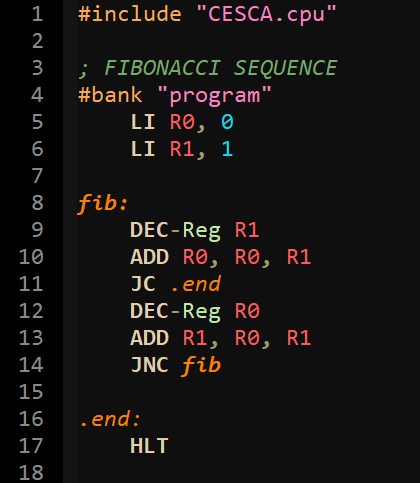 1 #include "CESCA.cpu"
2
3 ; FIBONACCI SEQUENCE
4 #bank "program"
5 LI R0, 0
6 LI R1, 1
7
8 fib:
9 DEC-Reg R1
10 ADD R0, R0, R1
11 JC .end
12 DEC-Reg R0
13 ADD R1, R0, R1
14 JNC fib
15
16 .end:
17 HLT
18